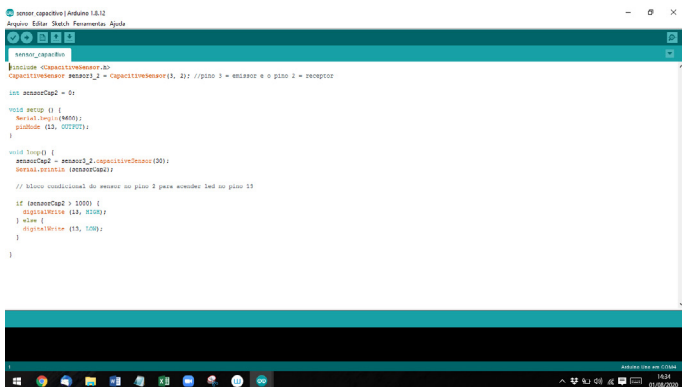 sensor_capacitivo | Arduino 1.8.12
Arquivo Editar Sketch Ferramentas Ajuda
sensor_capacitivo
#include <CapacitiveSensor.h>
CapacitiveSensor sensor3_2 = CapacitiveSensor(3, 2); //pino 3 = emissor e o pino 2 = receptor
int sensorCap2 = 0;
void setup () {
Serial.begin(9600);
pinMode (13, OUTPUT);
}
void loop() {
sensorCap2 = sensor3_2.capacitiveSensor(30);
Serial.println (sensorCap2);
// bloco condicional do sensor no pino 2 para acender led no pino 13
if (sensorCap2 > 1000) {
digitalWrite (13, HIGH);
} else {
digitalWrite (13, LOW);
}
}
1
Arduino Uno em COM4
14:34
01/08/2020